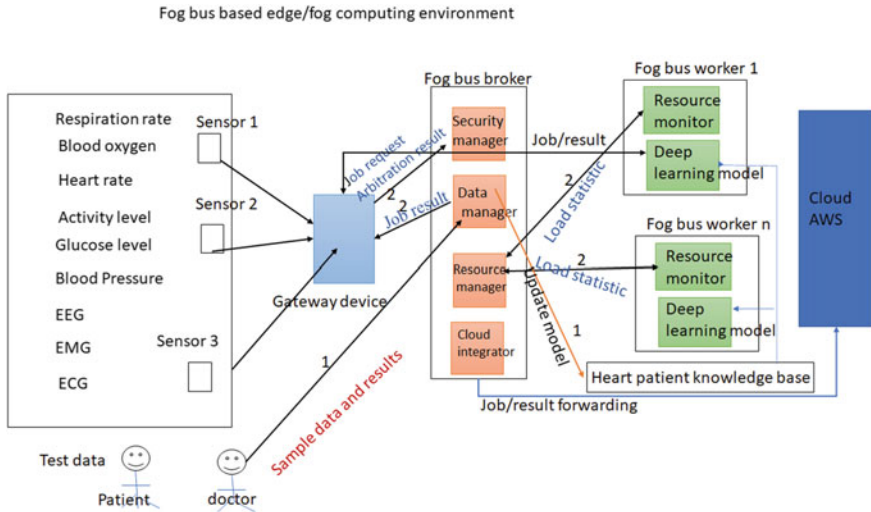 Fog bus based edge/fog computing environment
Respiration rate
Blood oxygen
Heart rate
Activity level
Glucose level
Blood Pressure
EEG
EMG
ECG
Sensor 1
Sensor 2
Sensor 3
Gateway device
Job request
Arbitration result
2
2
Job result
Fog bus broker
Security
manager
Data
manager
Resource
manager
Cloud
integrator
Job/result
2
Load statistic
2
Load statistic
Update model
1
1
Sample data and results
Fog bus worker 1
Resource
monitor
Deep
learning model
Fog bus worker n
Resource
monitor
Deep
learning model
Heart patient knowledge base
Job/result forwarding
Cloud
AWS
Test data
Patient
doctor